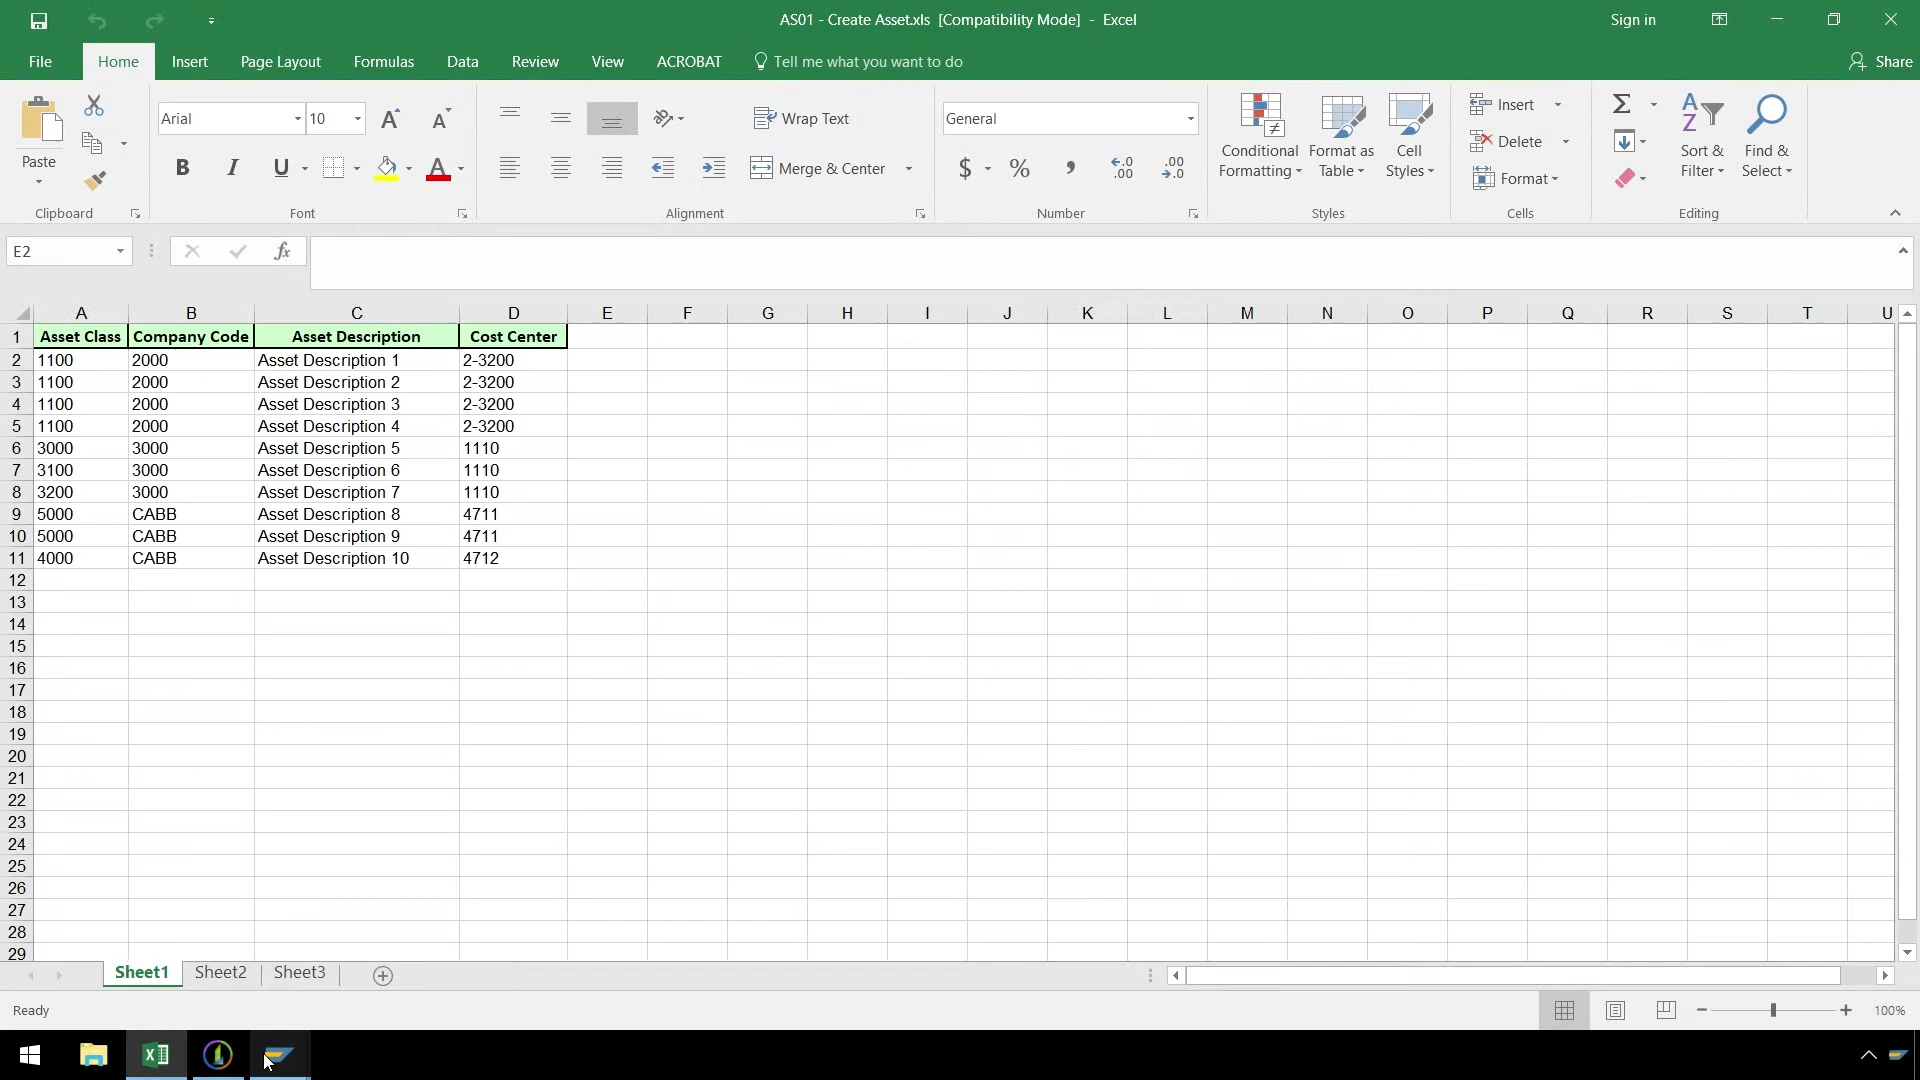 AS01 - Create Asset.xls [Compatibility Mode] - Excel
Sign in
File Home Insert Page Layout Formulas Data Review View ACROBAT Tell me what you want to do
Share
Paste
Clipboard
Arial 10
B I U
Font
Wrap Text
Merge & Center
Alignment
General
$ % , .0 .00 .00 .0
Number
Conditional Formatting
Format as Table
Cell Styles
Styles
Insert
Delete
Format
Cells
Sort & Filter
Find & Select
Editing
E2
fx
A B C D E F G H I J K L M N O P Q R S T U
1 Asset Class Company Code Asset Description Cost Center
2 1100 2000 Asset Description 1 2-3200
3 1100 2000 Asset Description 2 2-3200
4 1100 2000 Asset Description 3 2-3200
5 1100 2000 Asset Description 4 2-3200
6 3000 3000 Asset Description 5 1110
7 3100 3000 Asset Description 6 1110
8 3200 3000 Asset Description 7 1110
9 5000 CABB Asset Description 8 4711
10 5000 CABB Asset Description 9 4711
11 4000 CABB Asset Description 10 4712
12
13
14
15
16
17
18
19
20
21
22
23
24
25
26
27
28
29
Sheet1 Sheet2 Sheet3
Ready
100%